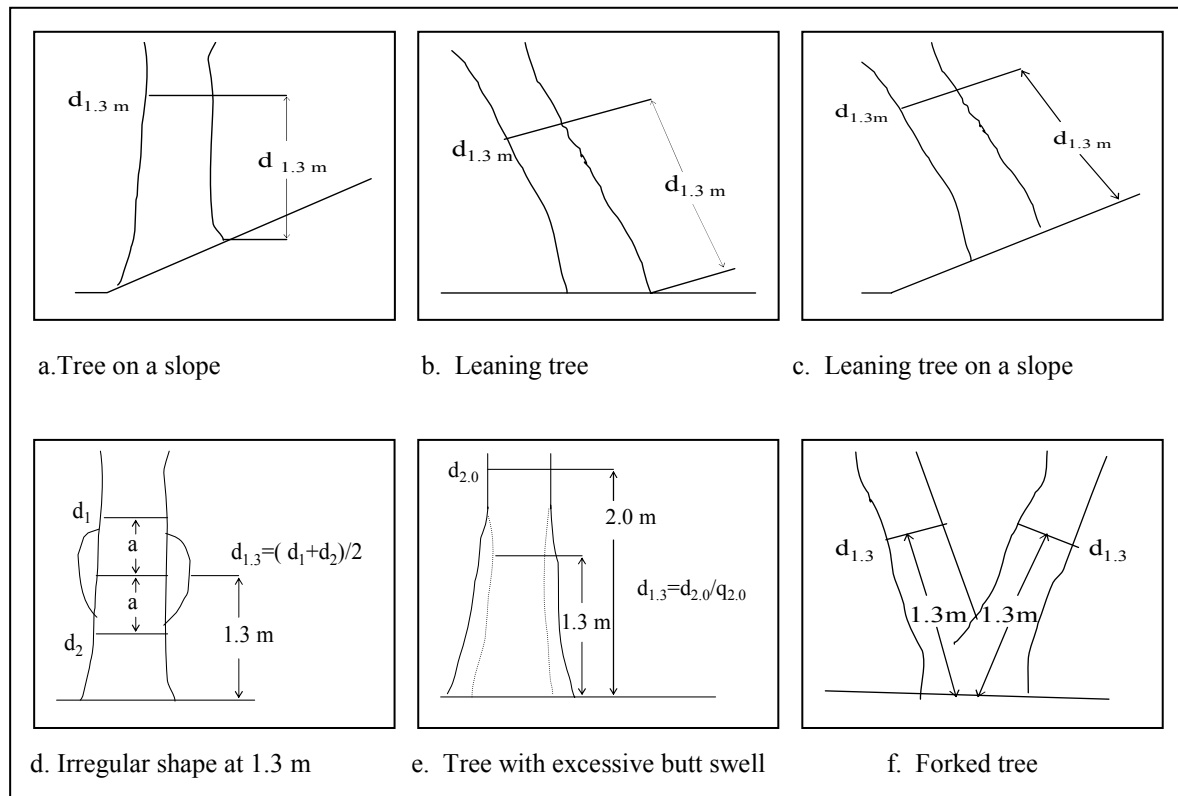 d1.3 m
d 1.3 m
a.Tree on a slope
d1.3 m
d1.3 m
b. Leaning tree
d1.3m
d1.3 m
c. Leaning tree on a slope
d1
a
d1.3=( d1+d2)/2
a
1.3 m
d2
d. Irregular shape at 1.3 m
d2.0
2.0 m
d1.3=d2.0/q2.0
1.3 m
e. Tree with excessive butt swell
d1.3
d1.3
1.3m
1.3m
f. Forked tree